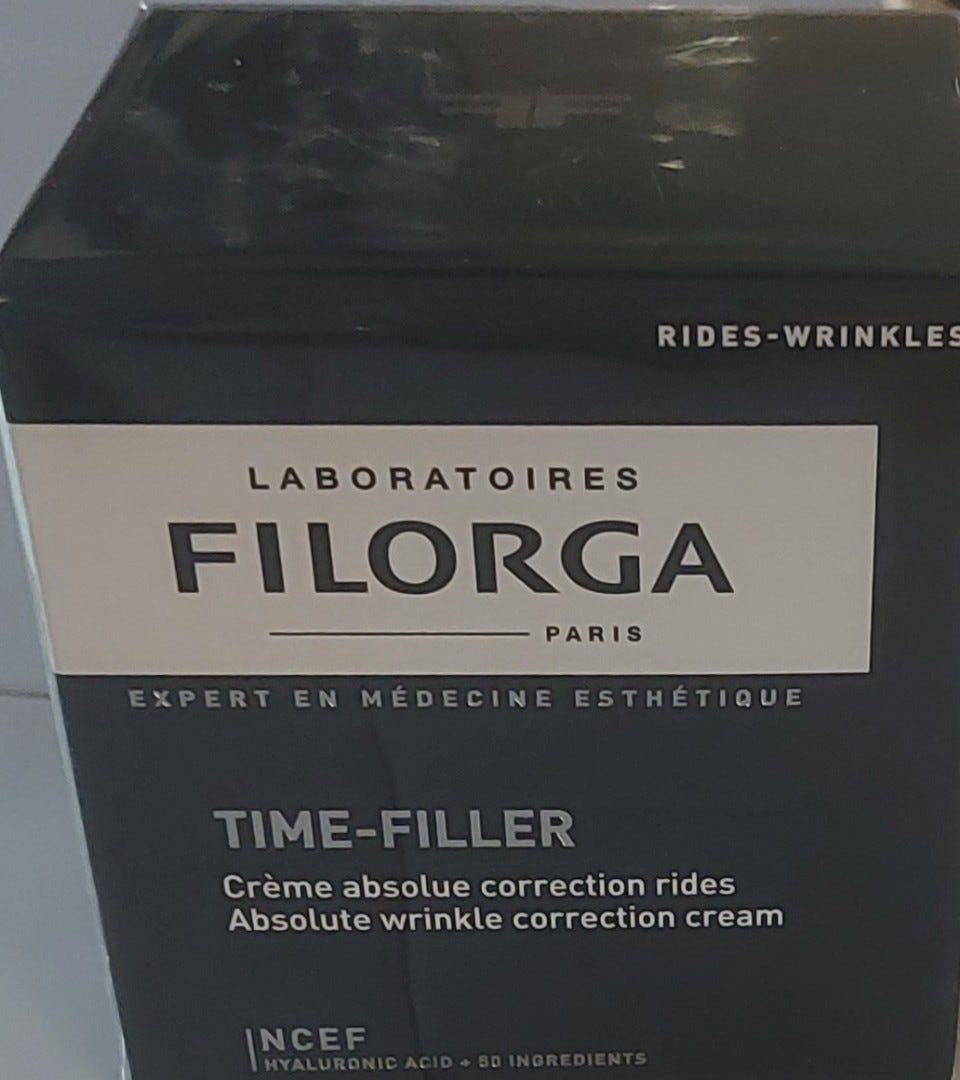 RIDES-WRINKLES
LABORATOIRES
FILORGA
PARIS
EXPERT EN MÉDECINE ESTHÉTIQUE
TIME-FILLER
Crème absolue correction rides
Absolute wrinkle correction cream
NCEF
HYALURONIC ACID + 50 INGREDIENTS